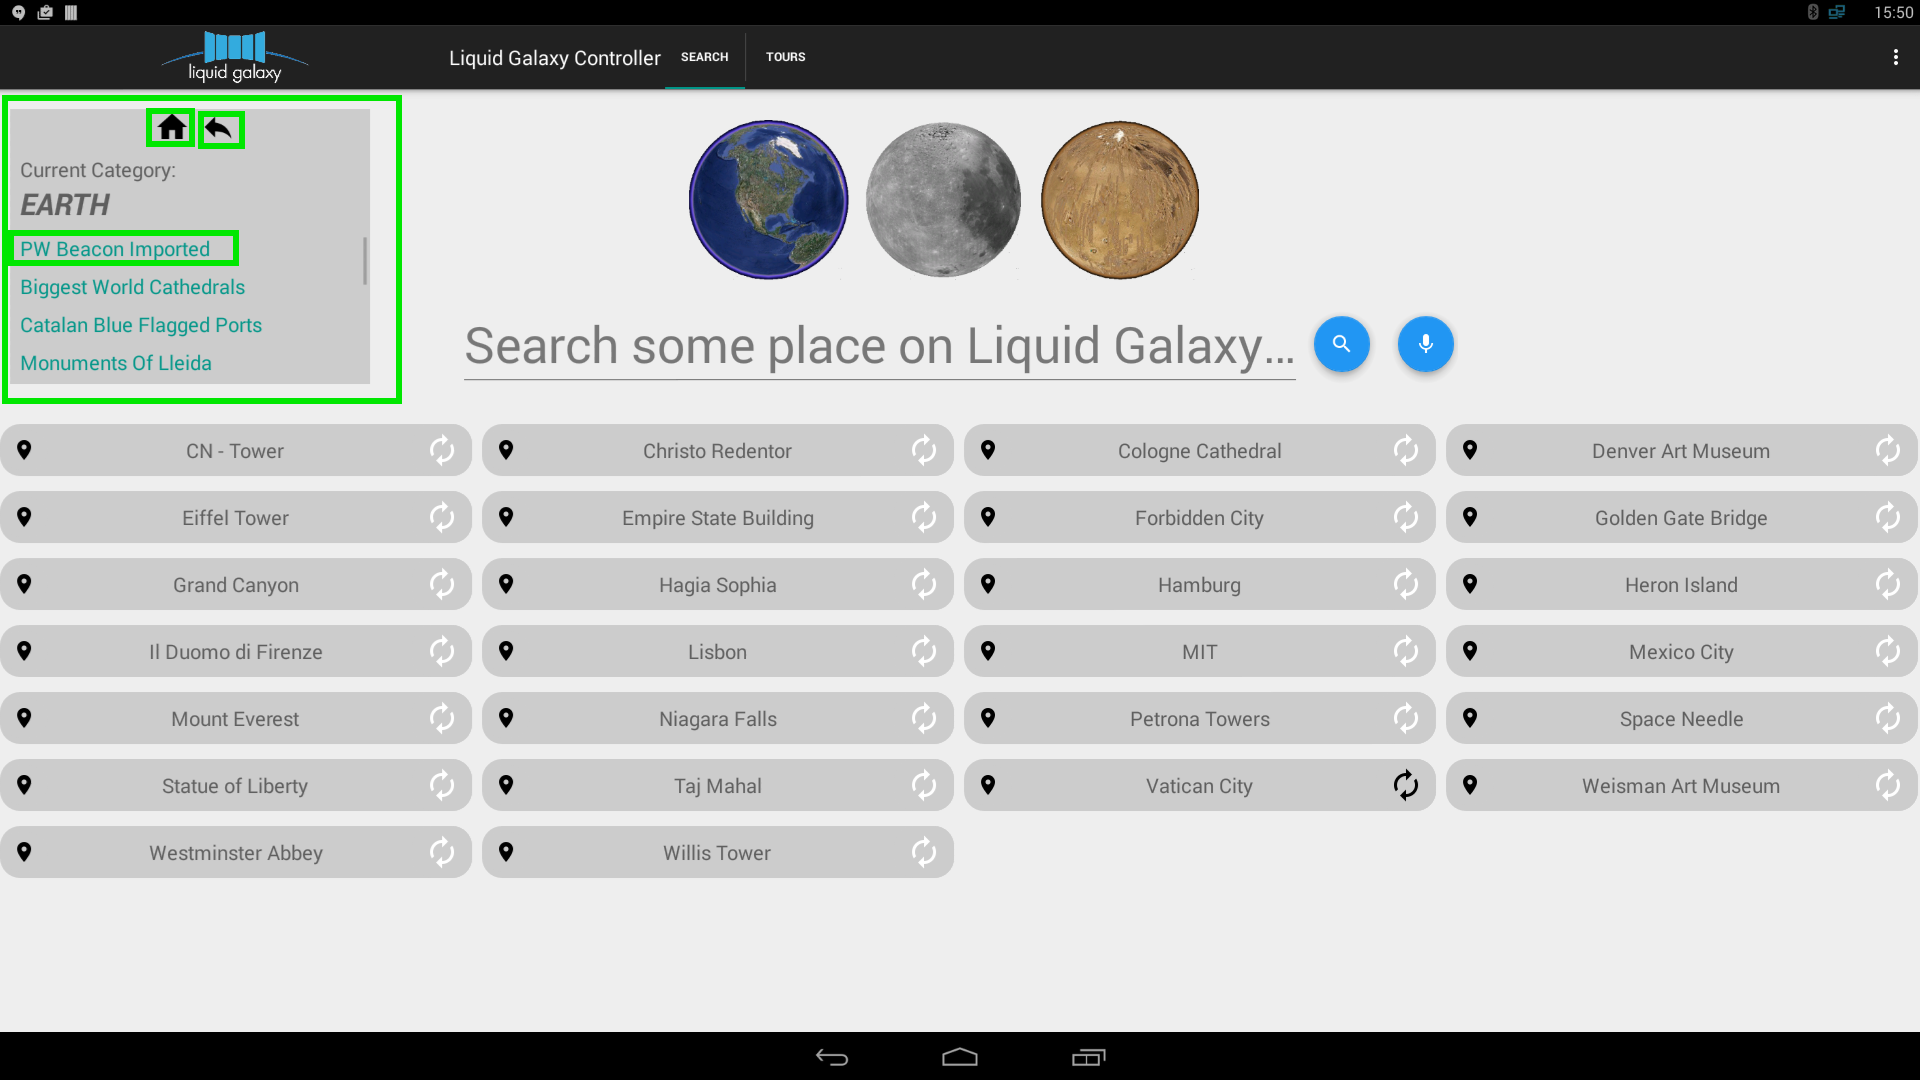 15:50
liquid galaxy
Liquid Galaxy Controller SEARCH TOURS
Current Category:
EARTH
PW Beacon Imported
Biggest World Cathedrals
Catalan Blue Flagged Ports
Monuments Of Lleida
Search some place on Liquid Galaxy...
CN - Tower Christo Redentor Cologne Cathedral Denver Art Museum
Eiffel Tower Empire State Building Forbidden City Golden Gate Bridge
Grand Canyon Hagia Sophia Hamburg Heron Island
Il Duomo di Firenze Lisbon MIT Mexico City
Mount Everest Niagara Falls Petrona Towers Space Needle
Statue of Liberty Taj Mahal Vatican City Weisman Art Museum
Westminster Abbey Willis Tower